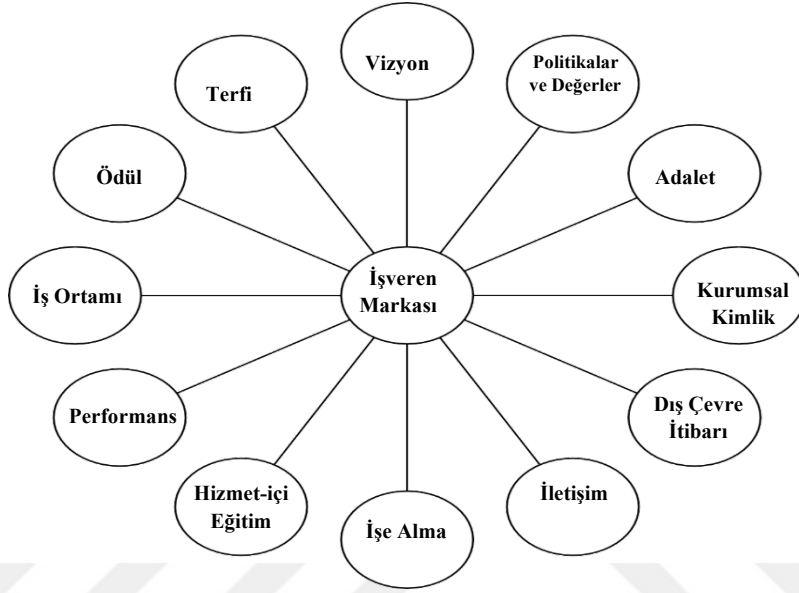 Vizyon
Politikalar
ve Değerler
Terfi
Ödül
Adalet
İşveren
Markası
İş Ortamı
Kurumsal
Kimlik
Performans
Dış Çevre
İtibarı
Hizmet-içi
Eğitim
İletişim
İşe Alma